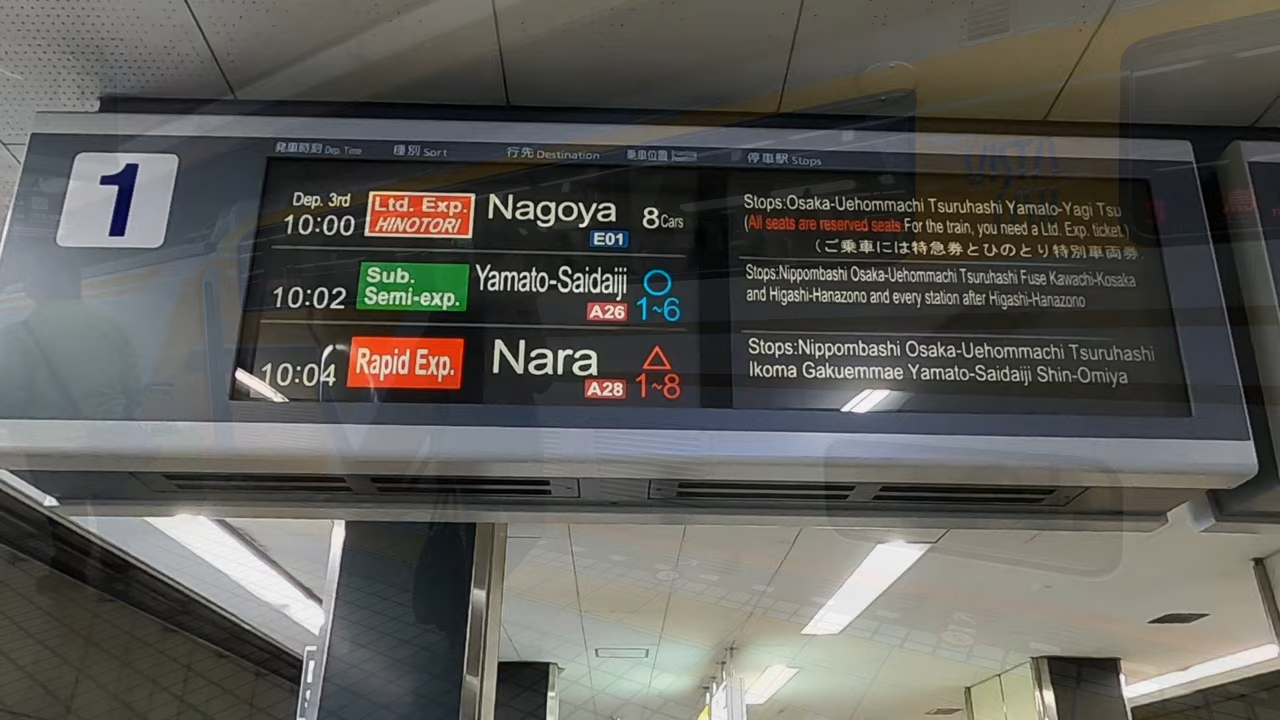 1
発車時刻 Dep.Time 種別 Sort 行先 Destination 乗車位置 停車駅 Stops
Dep. 3rd
10:00 Ltd. Exp. HINOTORI Nagoya E01 8Cars
Stops:Osaka-Uehommachi Tsuruhashi Yamato-Yagi Tsu
(All seats are reserved seats.For the train, you need a Ltd. Exp. ticket.)
(ご乗車には特急券とひのとり特別車両券
10:02 Sub. Semi-exp. Yamato-Saidaiji A26 ○ 1~6
Stops:Nippombashi Osaka-Uehommachi Tsuruhashi Fuse Kawachi-Kosaka
and Higashi-Hanazono and every station after Higashi-Hanazono
10:04 Rapid Exp. Nara A28 △ 1~8
Stops:Nippombashi Osaka-Uehommachi Tsuruhashi
Ikoma Gakuemmae Yamato-Saidaiji Shin-Omiya
VISTA